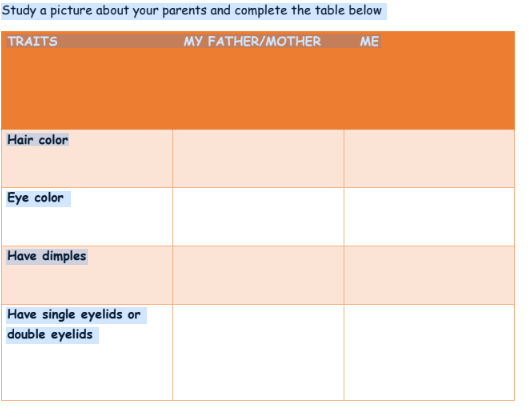 Study a picture about your parents and complete the table below
TRAITS MY FATHER/MOTHER ME
Hair color
Eye color
Have dimples
Have single eyelids or
double eyelids